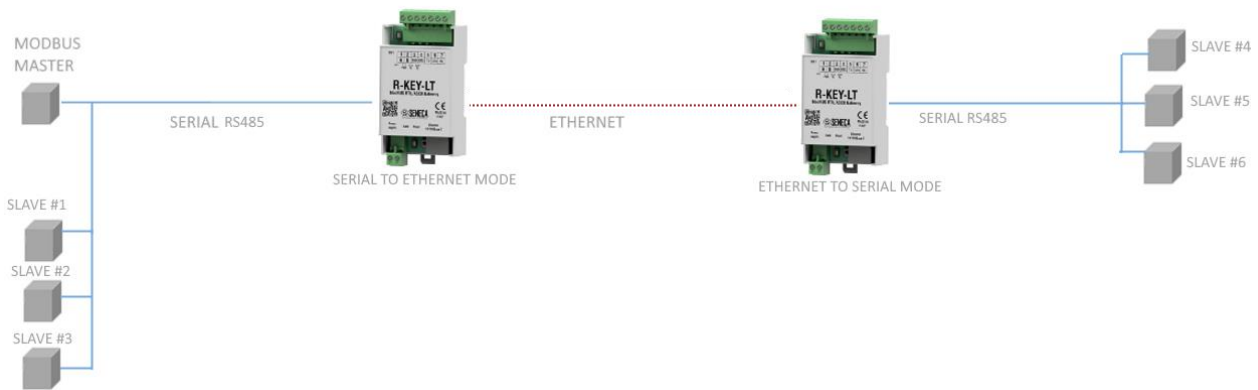 MODBUS
MASTER
SERIAL RS485
R-KEY-LT
SENECA
CE
SERIAL TO ETHERNET MODE
ETHERNET
R-KEY-LT
SENECA
CE
ETHERNET TO SERIAL MODE
SERIAL RS485
SLAVE #4
SLAVE #5
SLAVE #6
SLAVE #1
SLAVE #2
SLAVE #3